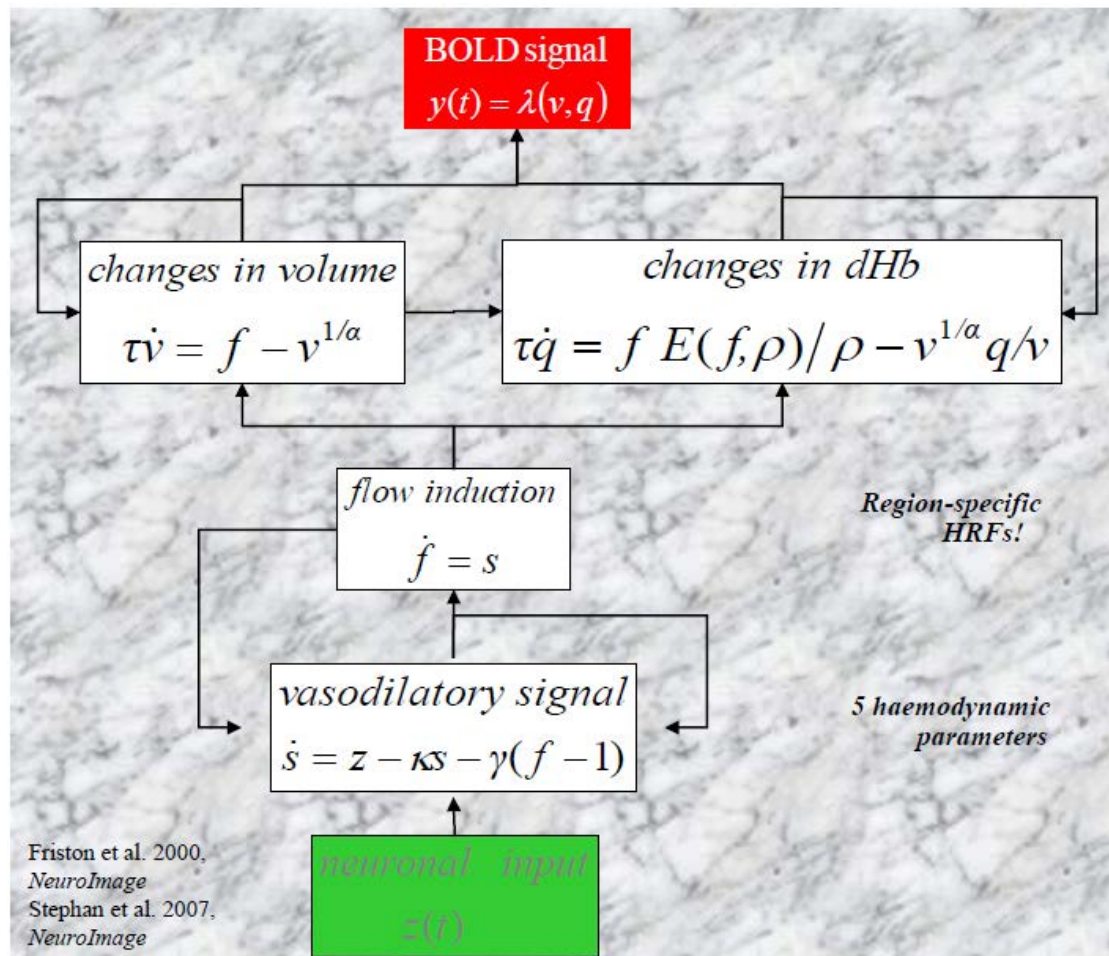 BOLD signal
y(t) = λ(v, q)
changes in volume
τv̇ = f − v^{1/α}
changes in dHb
τq̇ = f E(f,ρ)/ρ − v^{1/α} q/v
flow induction
ḟ = s
Region-specific
HRFs!
vasodilatory signal
ṡ = z − κs − γ(f − 1)
5 haemodynamic
parameters
neuronal input
z(t)
Friston et al. 2000,
NeuroImage
Stephan et al. 2007,
NeuroImage